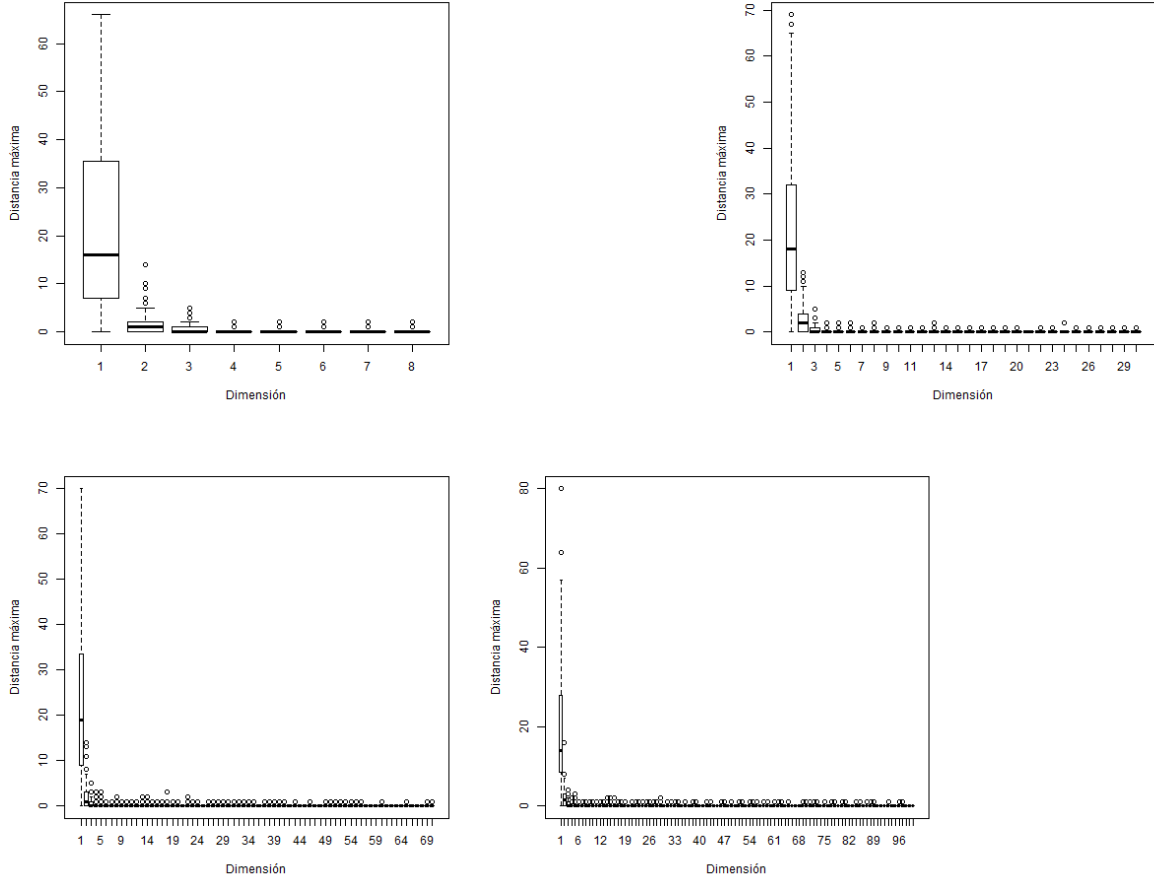 Distancia máxima
0 10 20 30 40 50 60
1 2 3 4 5 6 7 8
Dimensión
Distancia máxima
0 10 20 30 40 50 60 70
1 3 5 7 9 11 14 17 20 23 26 29
Dimensión
Distancia máxima
0 10 20 30 40 50 60 70
1 5 9 14 19 24 29 34 39 44 49 54 59 64 69
Dimensión
Distancia máxima
0 20 40 60 80
1 6 12 19 26 33 40 47 54 61 68 75 82 89 96
Dimensión